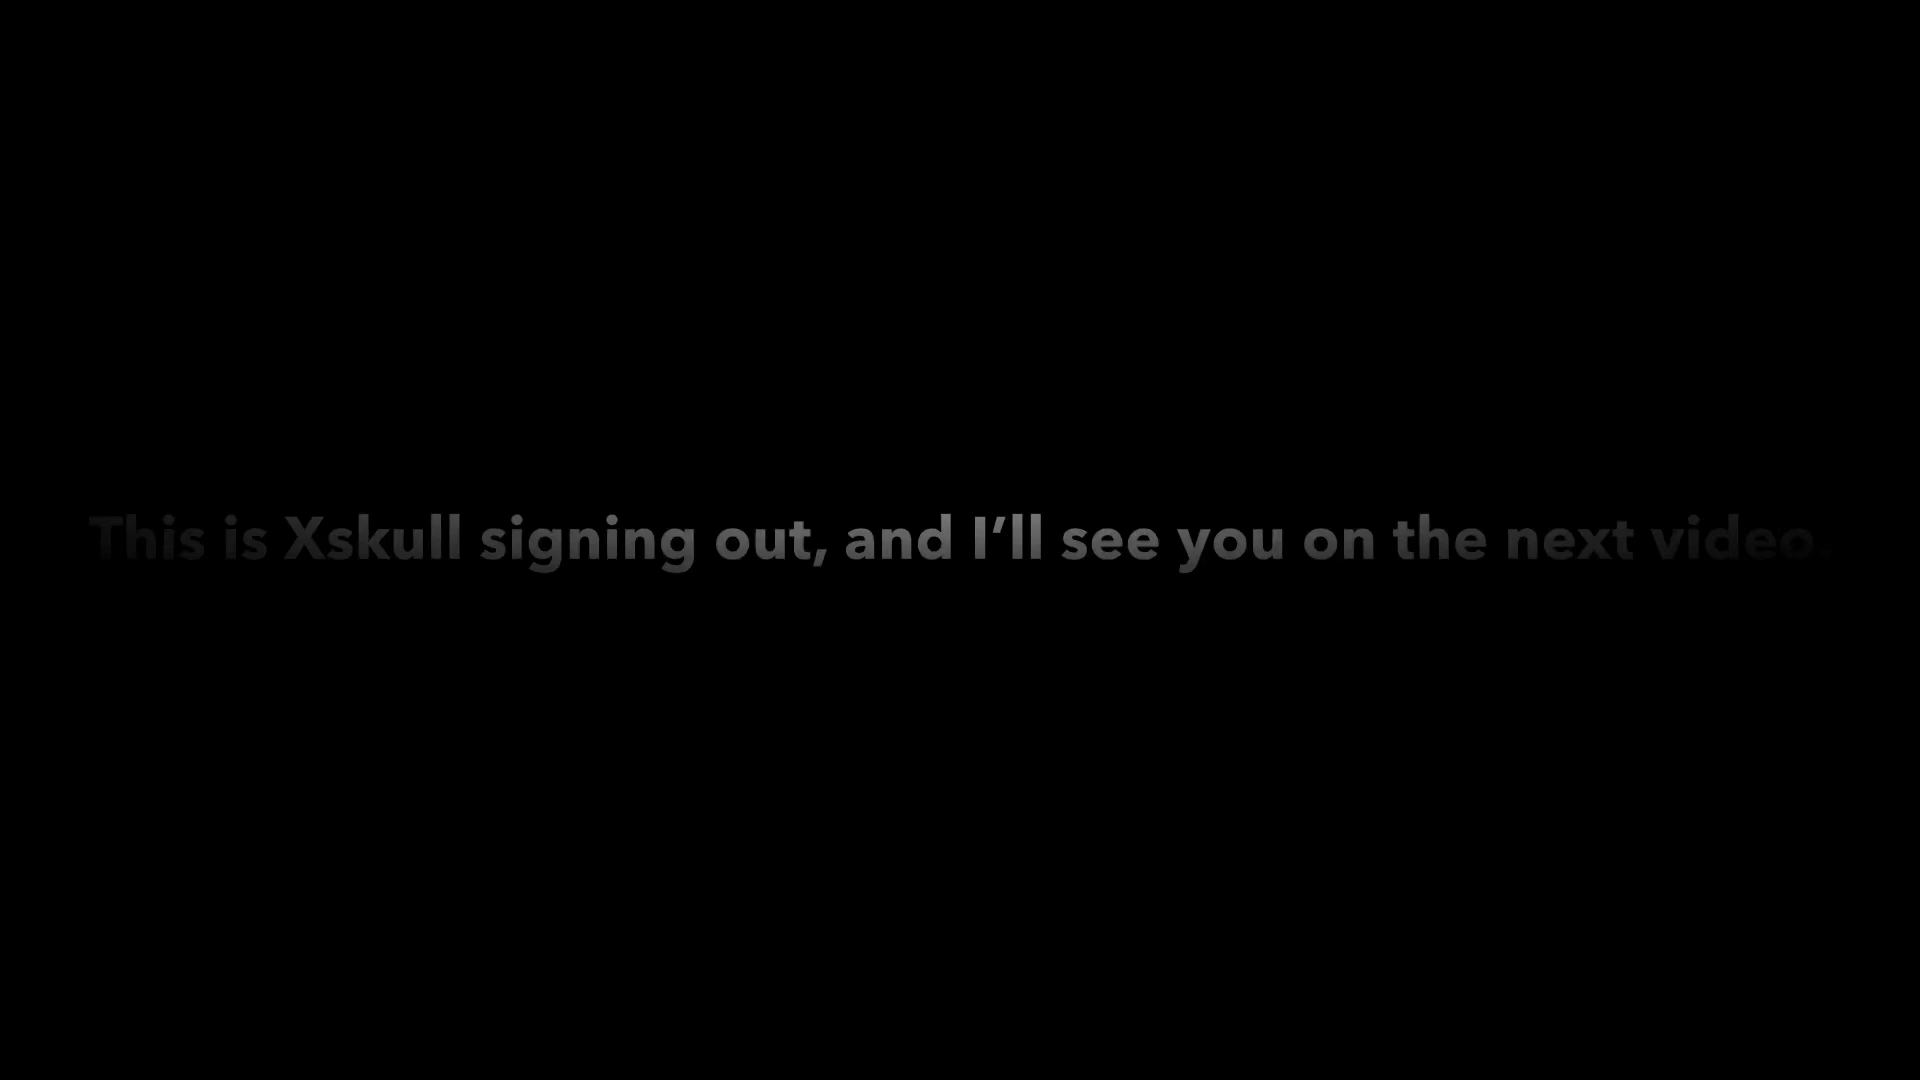 This is Xskull signing out, and I’ll see you on the next video.